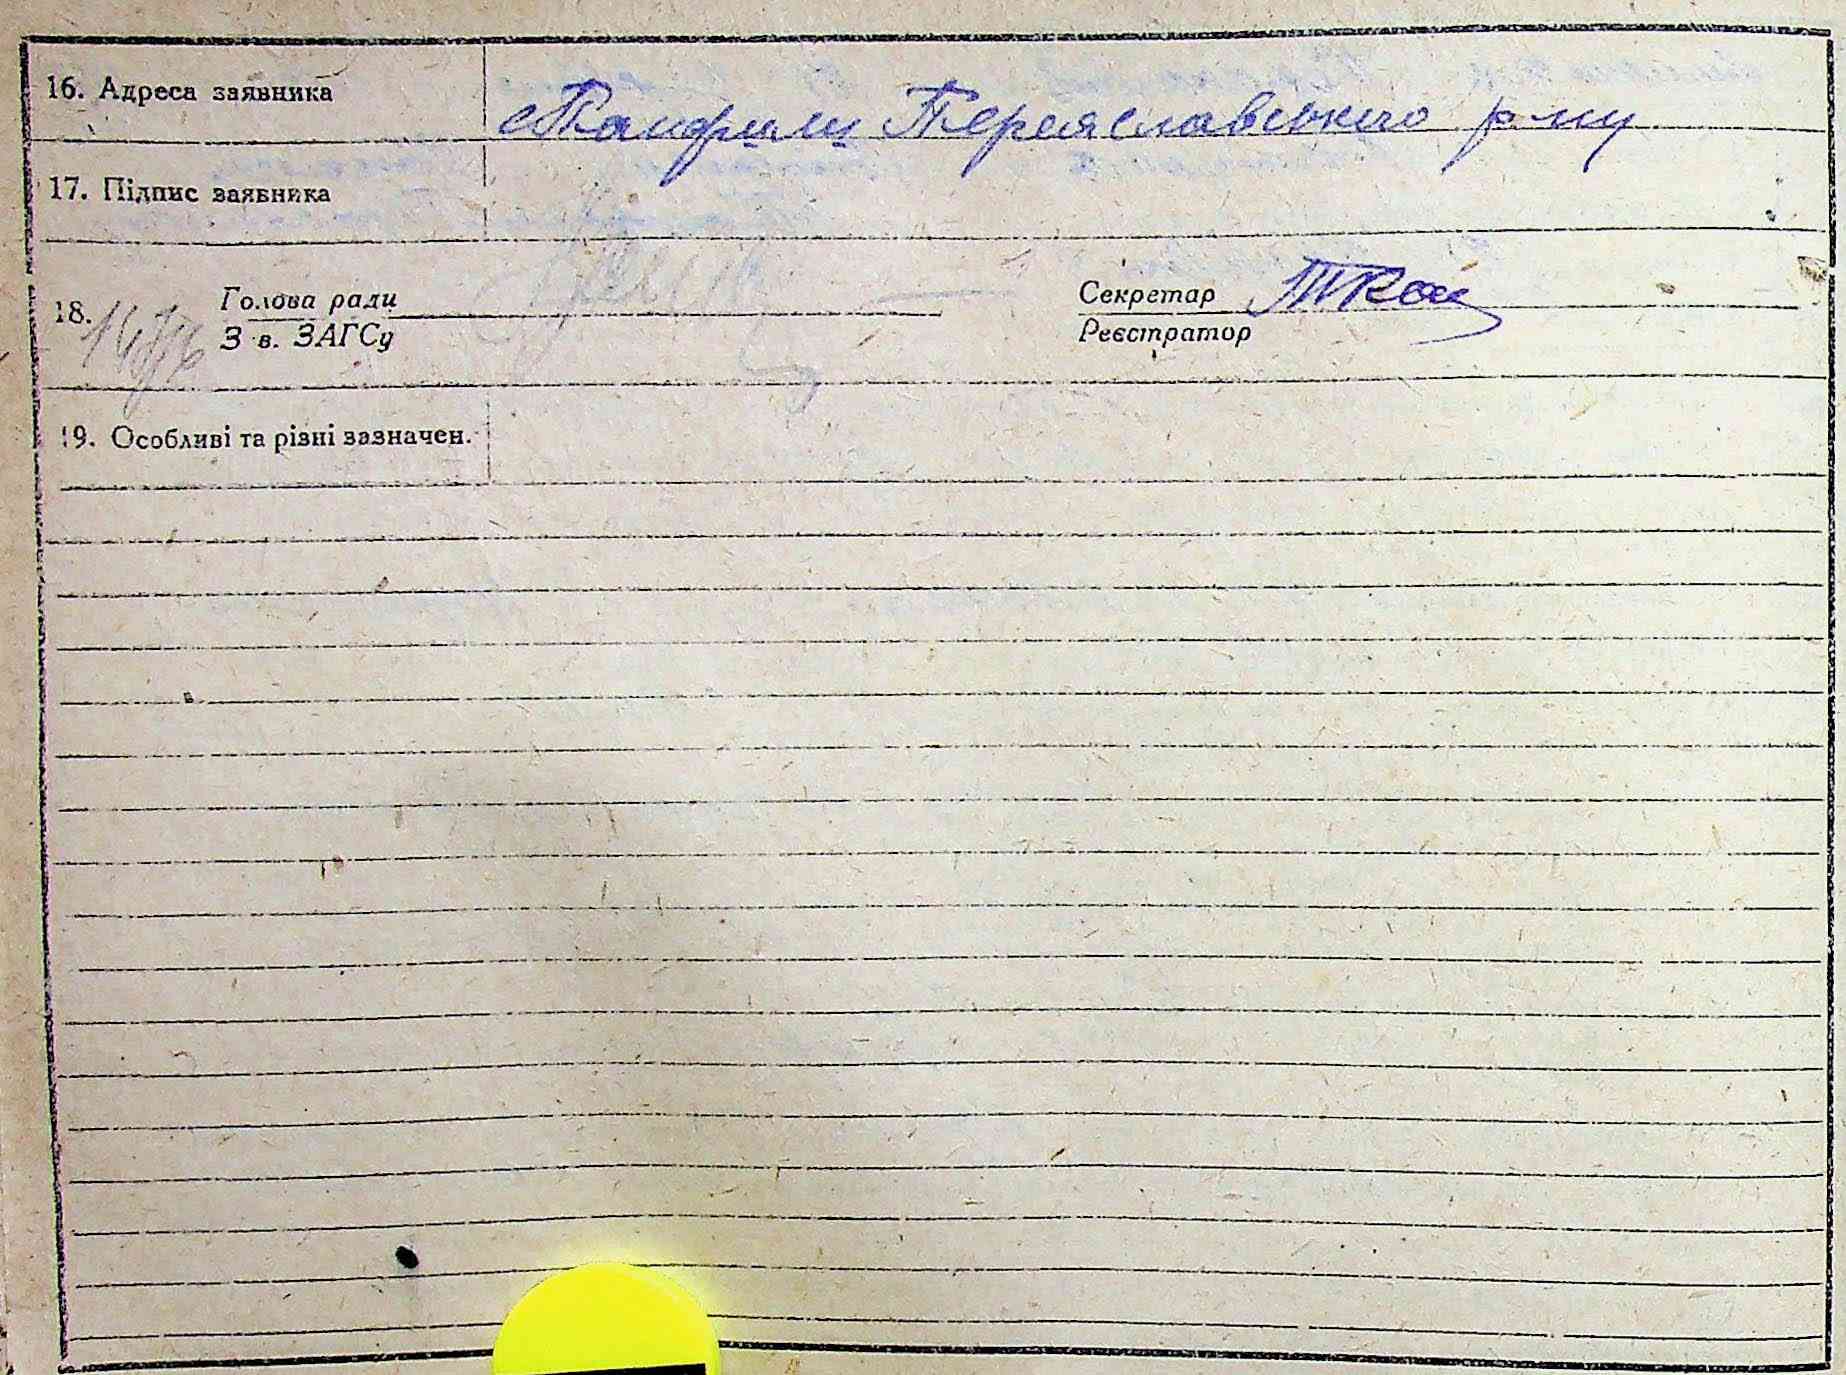 16. Адреса заявника с Панфили Переяславського р-ну
17. Підпис заявника
18. Голова ради Секретар
З в. ЗАГСу Реєстратор
19. Особливі та різні зазначен.